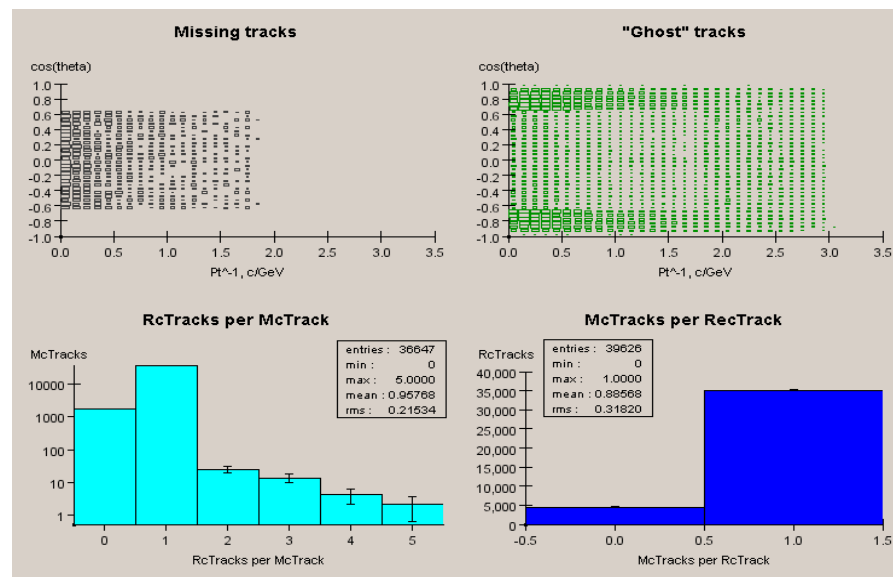 Missing tracks
cos(theta)
1.0
0.8
0.6
0.4
0.2
0.0
-0.2
-0.4
-0.6
-0.8
-1.0
0.0 0.5 1.0 1.5 2.0 2.5 3.0 3.5
Pt^-1, c/GeV
"Ghost" tracks
cos(theta)
1.0
0.8
0.6
0.4
0.2
0.0
-0.2
-0.4
-0.6
-0.8
-1.0
0.0 0.5 1.0 1.5 2.0 2.5 3.0 3.5
Pt^-1, c/GeV
RcTracks per McTrack
McTracks
entries : 36647
min : 0
max : 5.0000
mean : 0.95768
rms : 0.21534
10000
1000
100
10
1
0 1 2 3 4 5
RcTracks per McTrack
McTracks per RecTrack
RcTracks
entries : 39626
min : 0
max : 1.0000
mean : 0.88568
rms : 0.31820
40,000
35,000
30,000
25,000
20,000
15,000
10,000
5,000
0
-0.5 0.0 0.5 1.0 1.5
McTracks per RcTrack